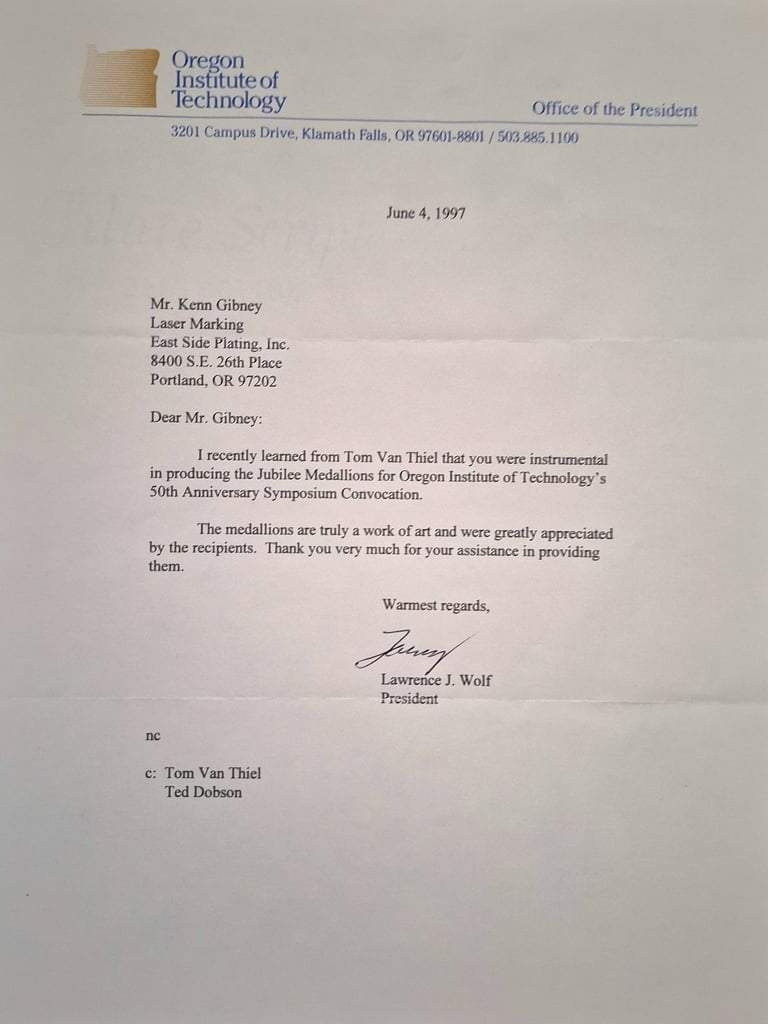 Oregon
Institute of
Technology
Office of the President
3201 Campus Drive, Klamath Falls, OR 97601-8801 / 503.885.1100
June 4, 1997
Mr. Kenn Gibney
Laser Marking
East Side Plating, Inc.
8400 S.E. 26th Place
Portland, OR 97202
Dear Mr. Gibney:
I recently learned from Tom Van Thiel that you were instrumental
in producing the Jubilee Medallions for Oregon Institute of Technology's
50th Anniversary Symposium Convocation.
The medallions are truly a work of art and were greatly appreciated
by the recipients.  Thank you very much for your assistance in providing
them.
Warmest regards,
Lawrence J. Wolf
President
nc
c: Tom Van Thiel
Ted Dobson